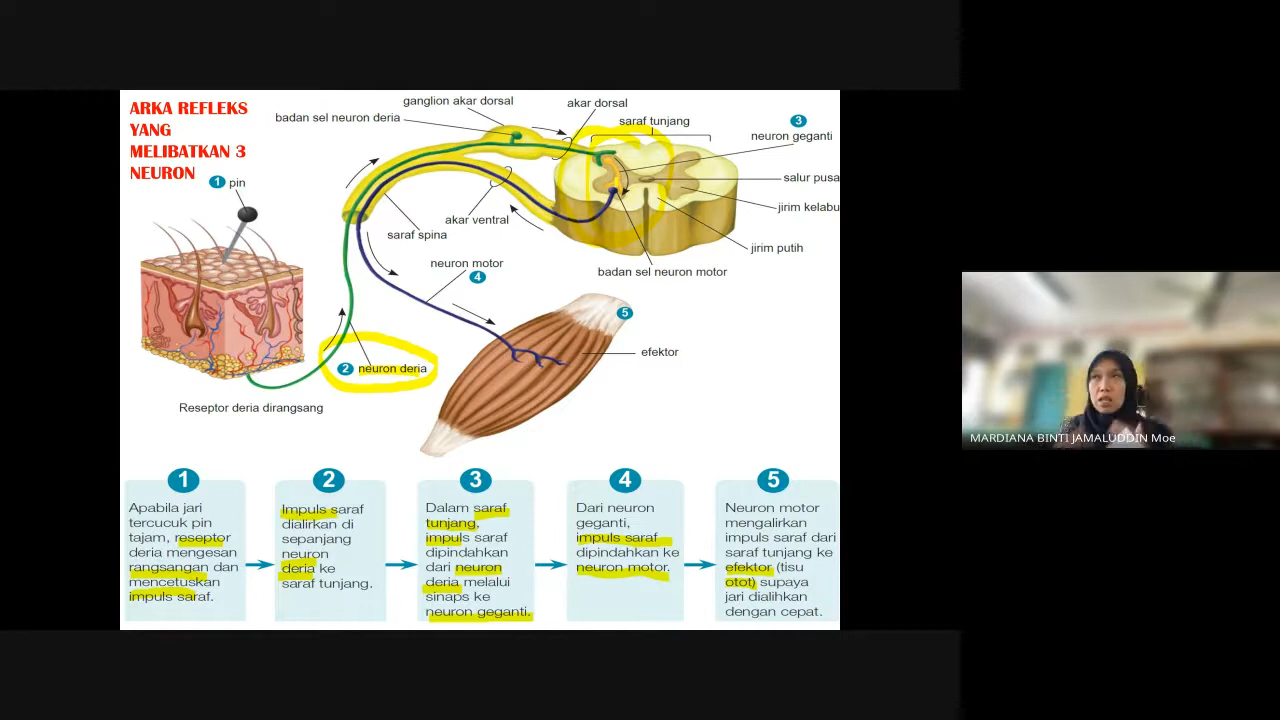 ARKA REFLEKS
YANG
MELIBATKAN 3
NEURON
ganglion akar dorsal
badan sel neuron deria
akar dorsal
saraf tunjang
3
neuron geganti
1 pin
salur pusa
jirim kelabu
akar ventral
saraf spina
jirim putih
neuron motor
4
badan sel neuron motor
5
efektor
2 neuron deria
Reseptor deria dirangsang
1
Apabila jari
tercucuk pin
tajam, reseptor
deria mengesan
rangsangan dan
mencetuskan
impuls saraf.
2
Impuls saraf
dialirkan di
sepanjang
neuron
deria ke
saraf tunjang.
3
Dalam saraf
tunjang,
impuls saraf
dipindahkan
dari neuron
deria melalui
sinaps ke
neuron geganti.
4
Dari neuron
geganti,
impuls saraf
dipindahkan ke
neuron motor.
5
Neuron motor
mengalirkan
impuls saraf dari
saraf tunjang ke
efektor (tisu
otot) supaya
jari dialihkan
dengan cepat.
MARDIANA BINTI JAMALUDDIN Moe